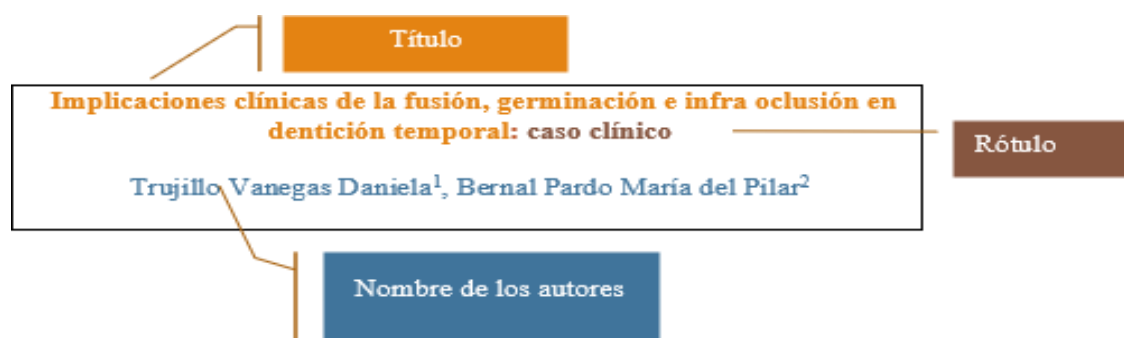 Título
Implicaciones clínicas de la fusión, germinación e infra oclusión en
dentición temporal: caso clínico
Rótulo
Trujillo Vanegas Daniela¹, Bernal Pardo María del Pilar²
Nombre de los autores